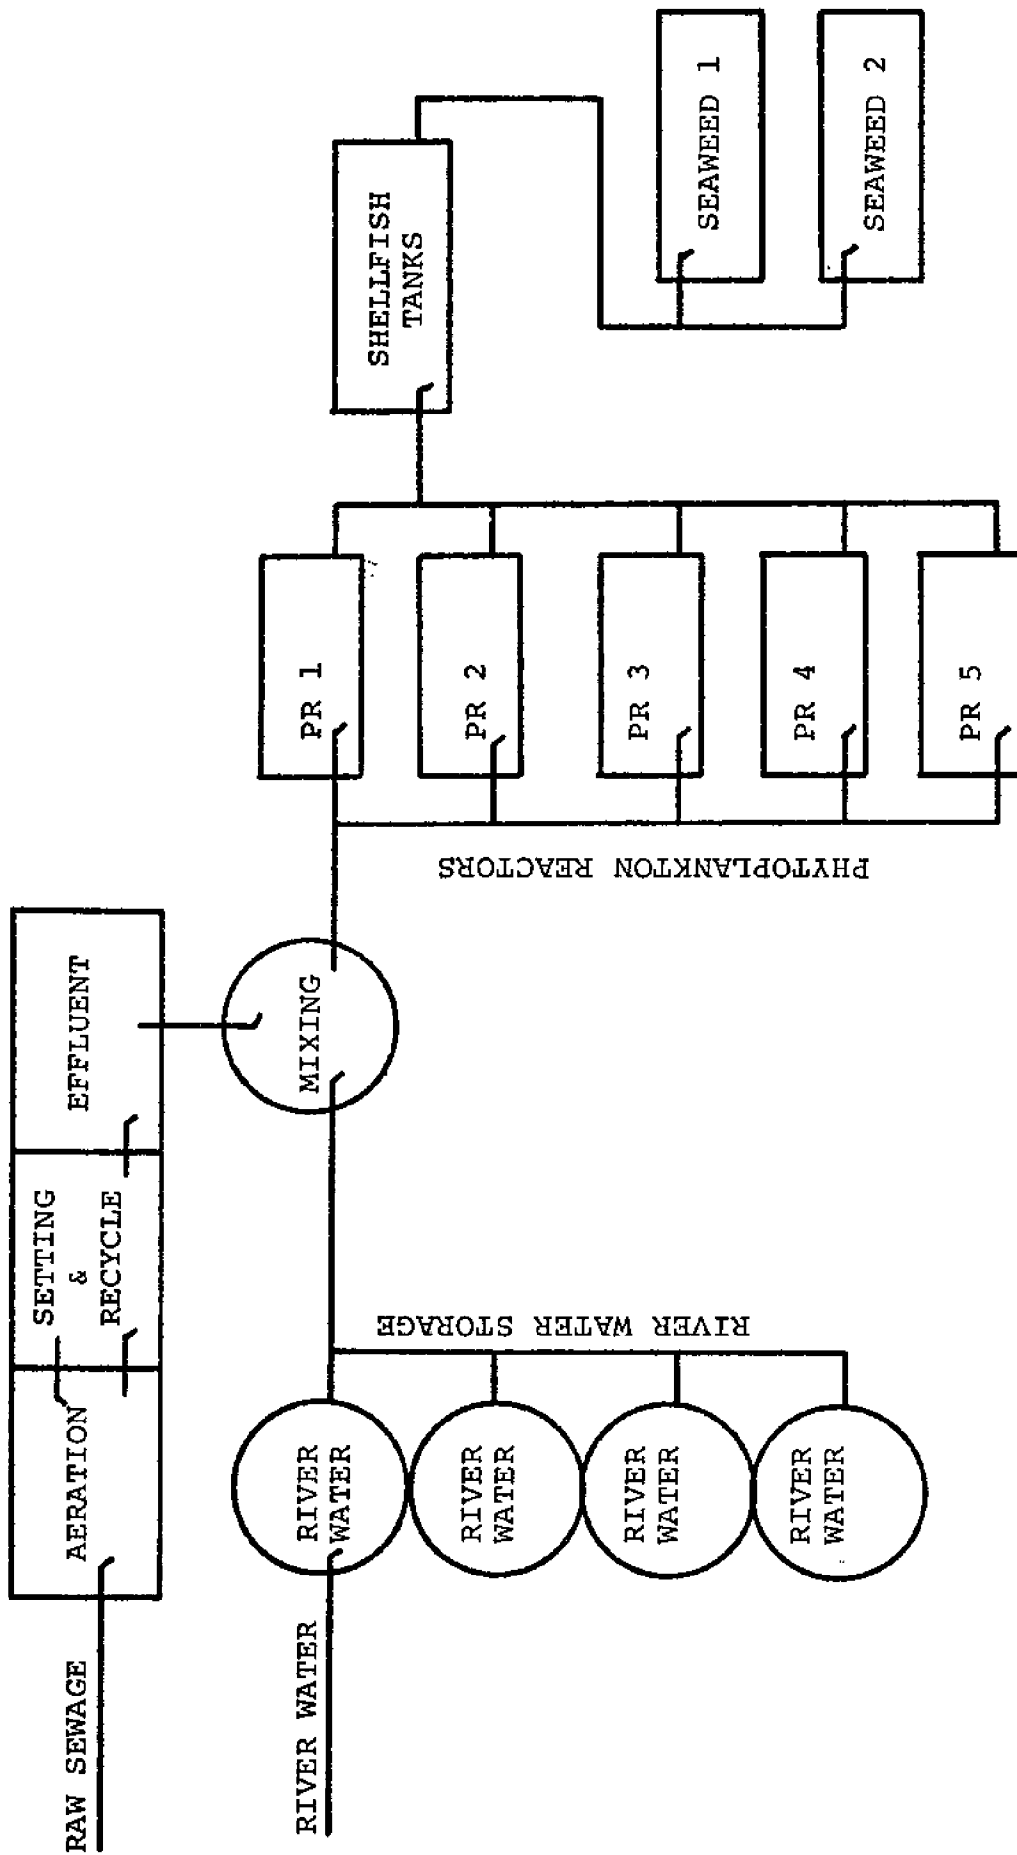 RAW SEWAGE
AERATION
SETTING
&
RECYCLE
EFFLUENT
RIVER WATER
RIVER
WATER
RIVER
WATER
RIVER
WATER
RIVER
WATER
RIVER WATER STORAGE
MIXING
PHYTOPLANKTON REACTORS
PR 1
PR 2
PR 3
PR 4
PR 5
SHELLFISH
TANKS
SEAWEED 1
SEAWEED 2